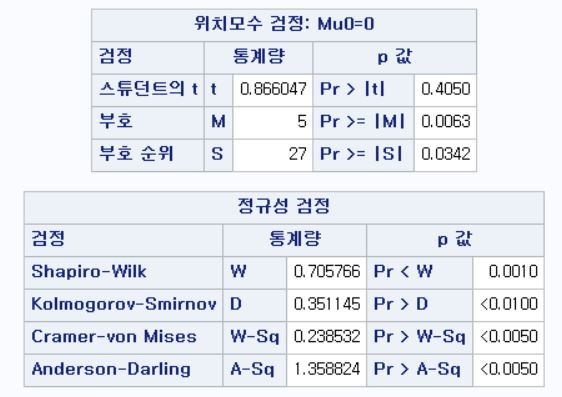 위치모수 검정: Mu0=0
검정 통계량 p 값
스튜던트의 t t 0.866047 Pr > |t| 0.4050
부호 M 5 Pr >= |M| 0.0063
부호 순위 S 27 Pr >= |S| 0.0342
정규성 검정
검정 통계량 p 값
Shapiro-Wilk W 0.705766 Pr < W 0.0010
Kolmogorov-Smirnov D 0.351145 Pr > D <0.0100
Cramer-von Mises W-Sq 0.238532 Pr > W-Sq <0.0050
Anderson-Darling A-Sq 1.358824 Pr > A-Sq <0.0050